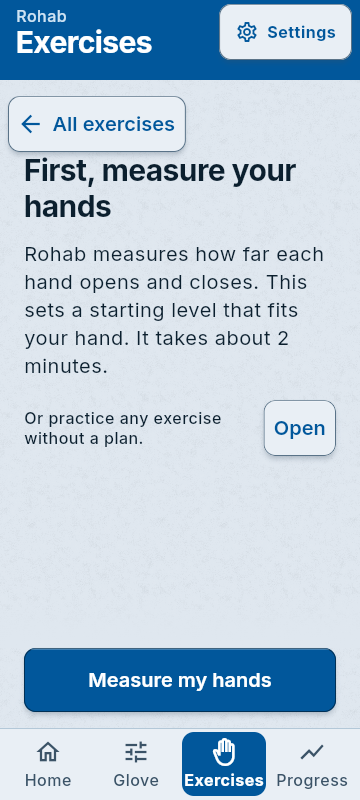 Rohab
Exercises
Settings
All exercises
First, measure your
hands
Rohab measures how far each
hand opens and closes. This
sets a starting level that fits
your hand. It takes about 2
minutes.
Or practice any exercise
without a plan.
Open
Measure my hands
Home
Glove
Exercises
Progress